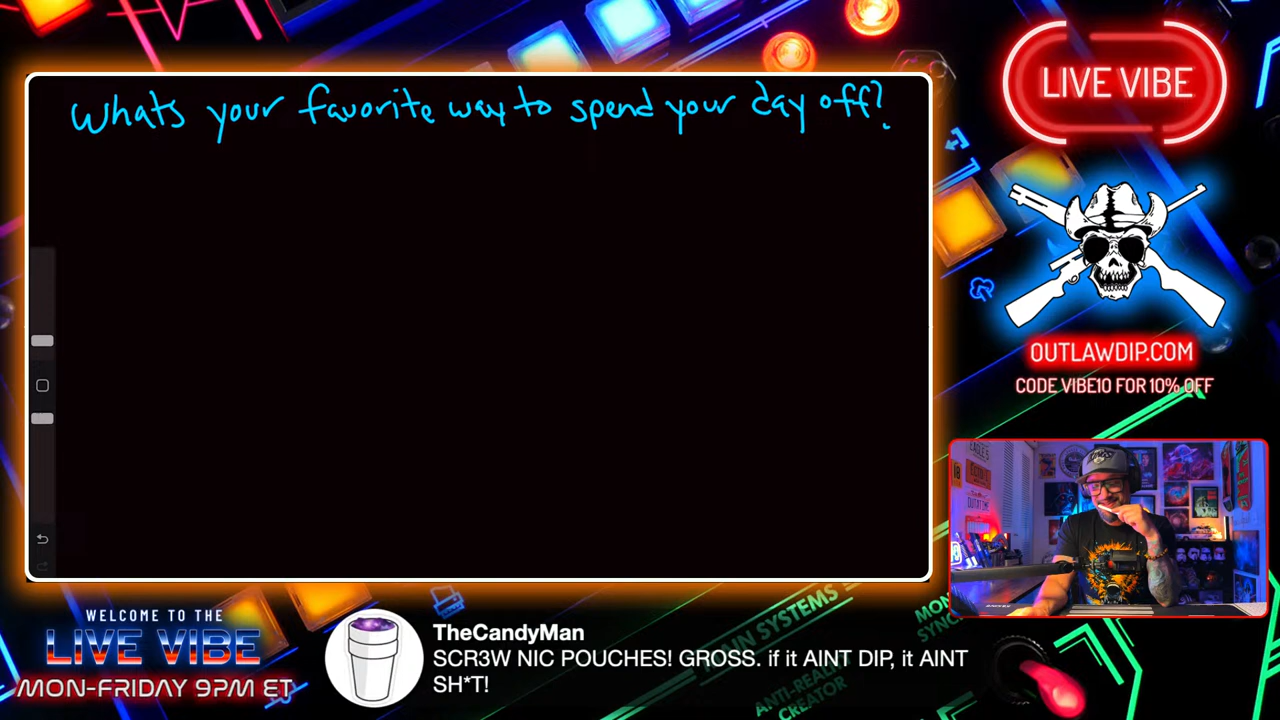 Whats your favorite way to spend your day off?
LIVE VIBE
OUTLAWDIP.COM
CODE VIBE10 FOR 10% OFF
WELCOME TO THE
LIVE VIBE
MON-FRIDAY 9PM ET
TheCandyMan
SCR3W NIC POUCHES! GROSS. if it AINT DIP, it AINT
SH*T!